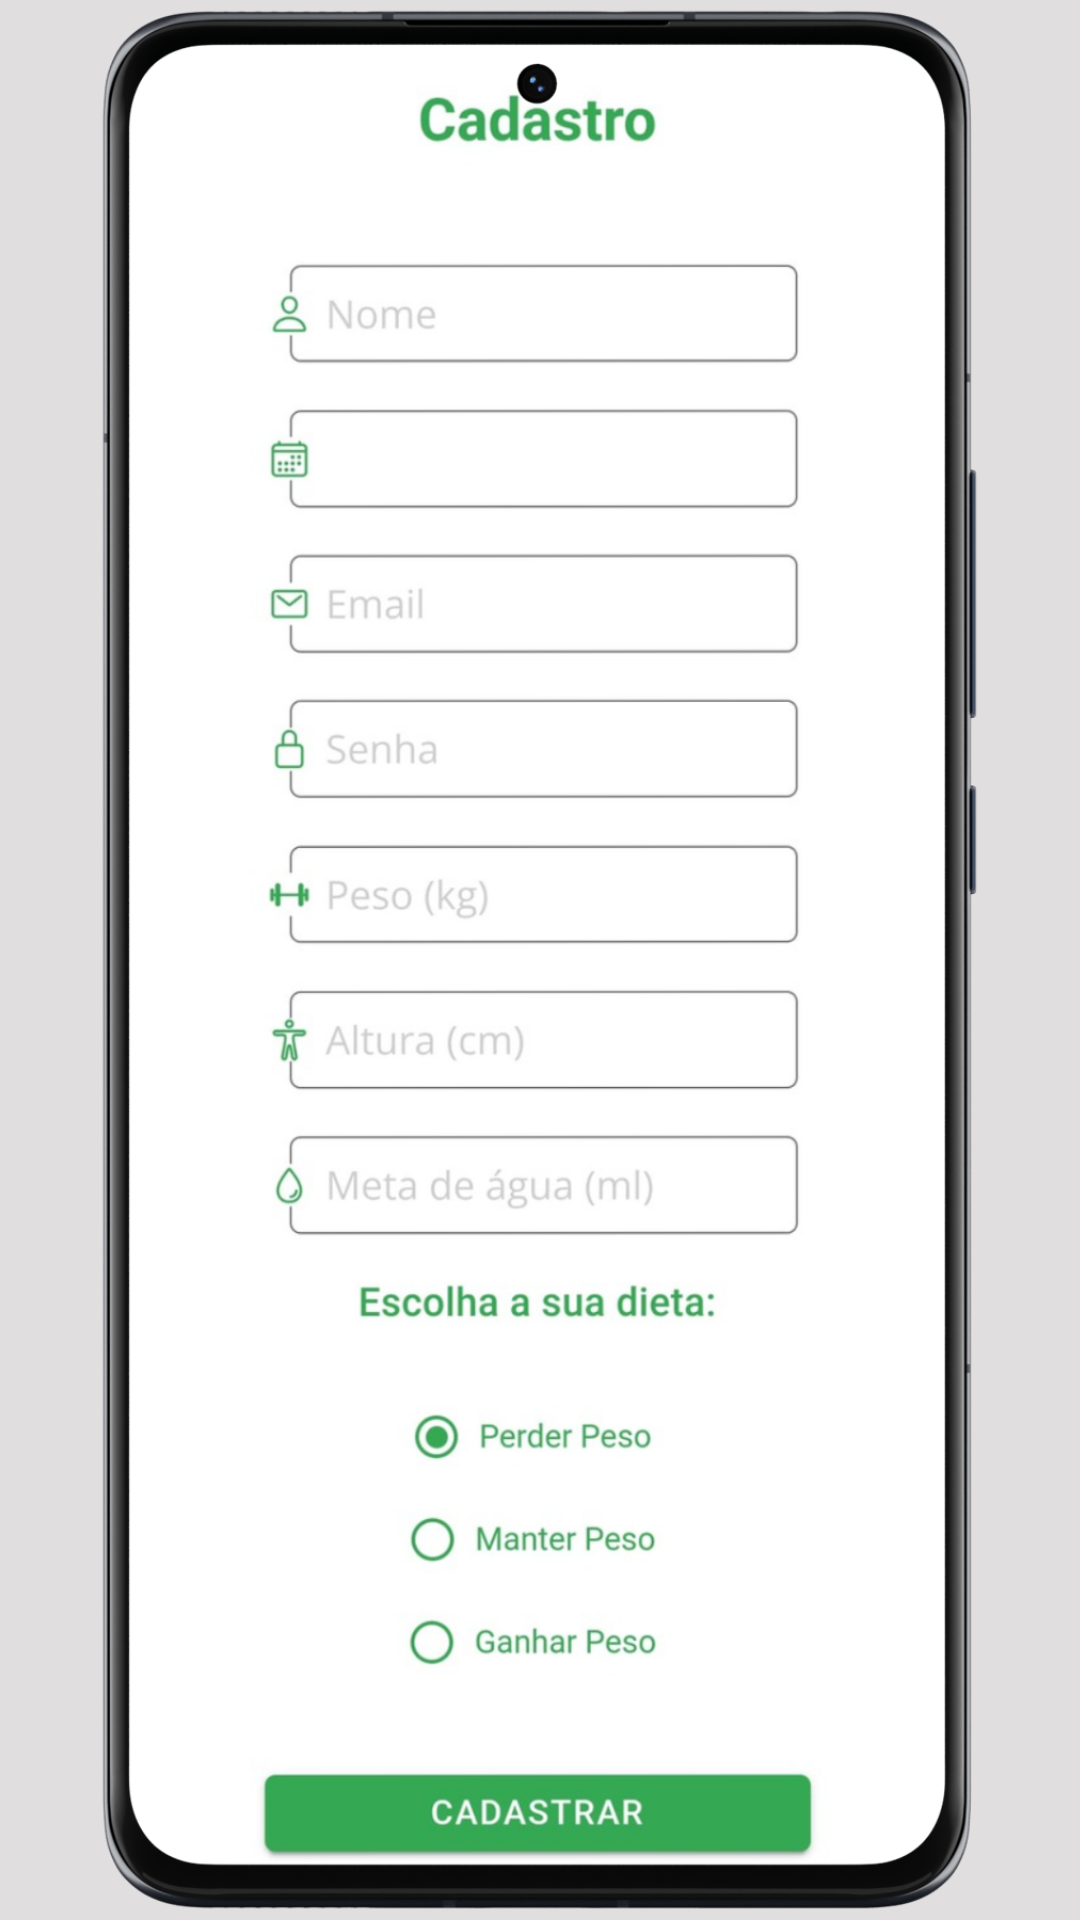 Cadastro
Nome
Email
Senha
Peso (kg)
Altura (cm)
Meta de água (ml)
Escolha a sua dieta:
Perder Peso
Manter Peso
Ganhar Peso
CADASTRAR